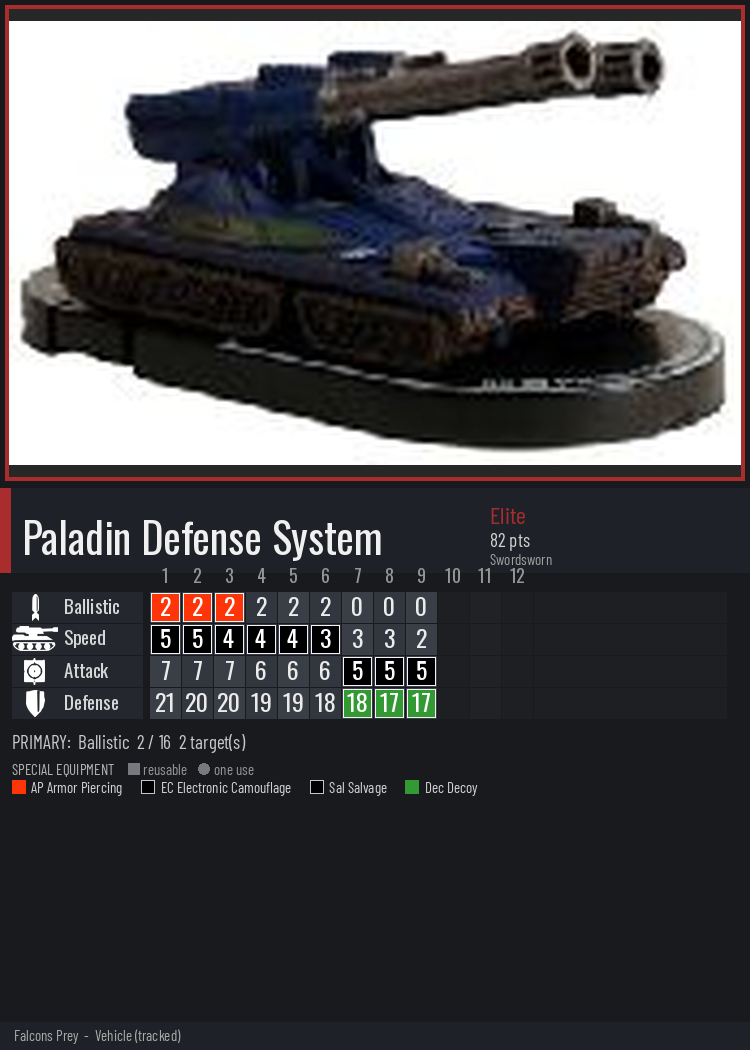 Paladin Defense System
Elite
82 pts
Swordsworn
1 2 3 4 5 6 7 8 9 10 11 12
Ballistic 2 2 2 2 2 2 0 0 0
Speed 5 5 4 4 4 3 3 3 2
Attack 7 7 7 6 6 6 5 5 5
Defense 21 20 20 19 19 18 18 17 17
PRIMARY: Ballistic 2 / 16 2 target(s)
SPECIAL EQUIPMENT reusable one use
AP Armor Piercing EC Electronic Camouflage Sal Salvage Dec Decoy
Falcons Prey - Vehicle (tracked)